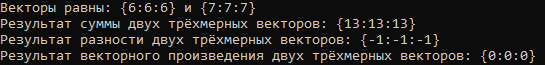 Векторы равны: {6:6:6} и {7:7:7}
Результат суммы двух трёхмерных векторов: {13:13:13}
Результат разности двух трёхмерных векторов: {-1:-1:-1}
Результат векторного произведения двух трёхмерных векторов: {0:0:0}